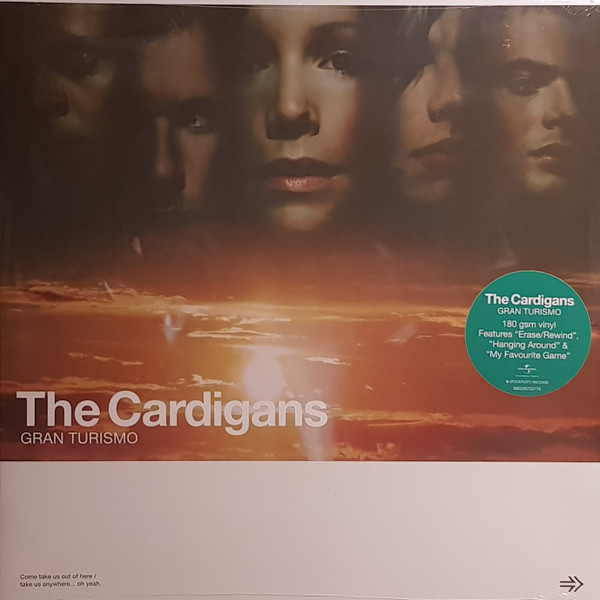 The Cardigans
GRAN TURISMO
180 gsm vinyl
Features "Erase/Rewind",
"Hanging Around" &
"My Favourite Game"
The Cardigans
GRAN TURISMO
Come take us out of here /
take us anywhere... oh yeah.